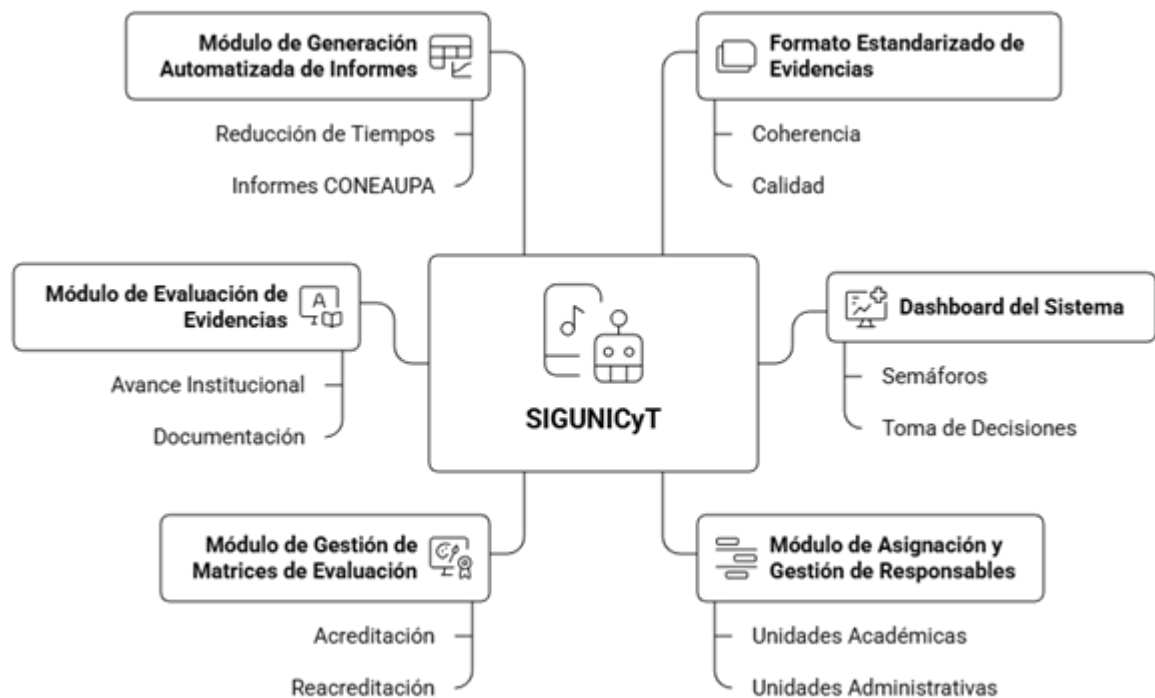 Módulo de Generación
Automatizada de Informes
Reducción de Tiempos
Informes CONEAUPA
Formato Estandarizado de
Evidencias
Coherencia
Calidad
Módulo de Evaluación de
Evidencias
Avance Institucional
Documentación
A
SIGUNICyT
Dashboard del Sistema
Semáforos
Toma de Decisiones
Módulo de Gestión de
Matrices de Evaluación
Acreditación
Reacreditación
Módulo de Asignación y
Gestión de Responsables
Unidades Académicas
Unidades Administrativas